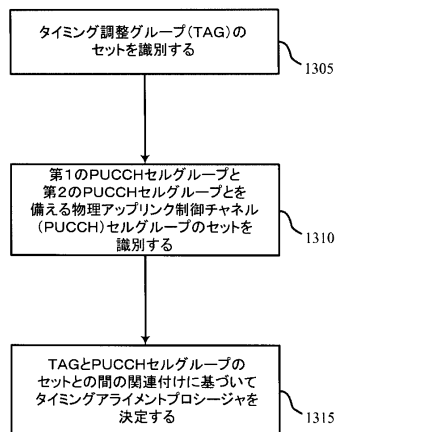 タイミング調整グループ(TAG)の
セットを識別する
1305
第1のPUCCHセルグループと
第2のPUCCHセルグループとを
備える物理アップリンク制御チャネル
(PUCCH)セルグループのセットを
識別する
1310
TAGとPUCCHセルグループの
セットとの間の関連付けに基づいて
タイミングアライメントプロシージャを
決定する
1315